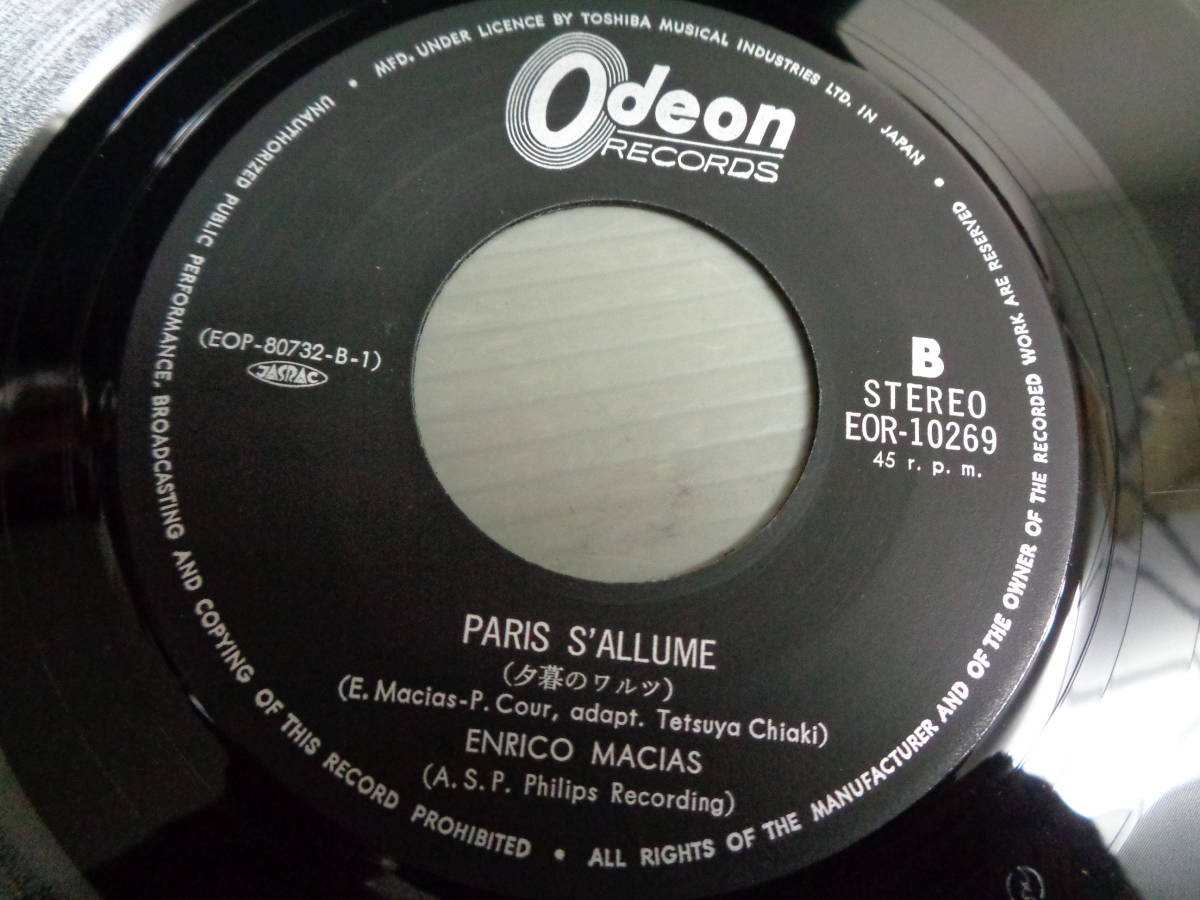 MFD. UNDER LICENCE BY TOSHIBA MUSICAL INDUSTRIES LTD. IN JAPAN
Odeon
RECORDS
(EOP-80732-B-1)
JASRAC
B
STEREO
EOR-10269
45 r. p. m.
PARIS S'ALLUME
(夕暮のワルツ)
(E. Macias-P. Cour, adapt. Tetsuya Chiaki)
ENRICO MACIAS
(A. S. P. Philips Recording)
• ALL RIGHTS OF THE MANUFACTURER AND OF THE OWNER OF THE RECORDED WORK ARE RESERVED •
UNAUTHORIZED PUBLIC PERFORMANCE, BROADCASTING AND COPYING OF THIS RECORD PROHIBITED •